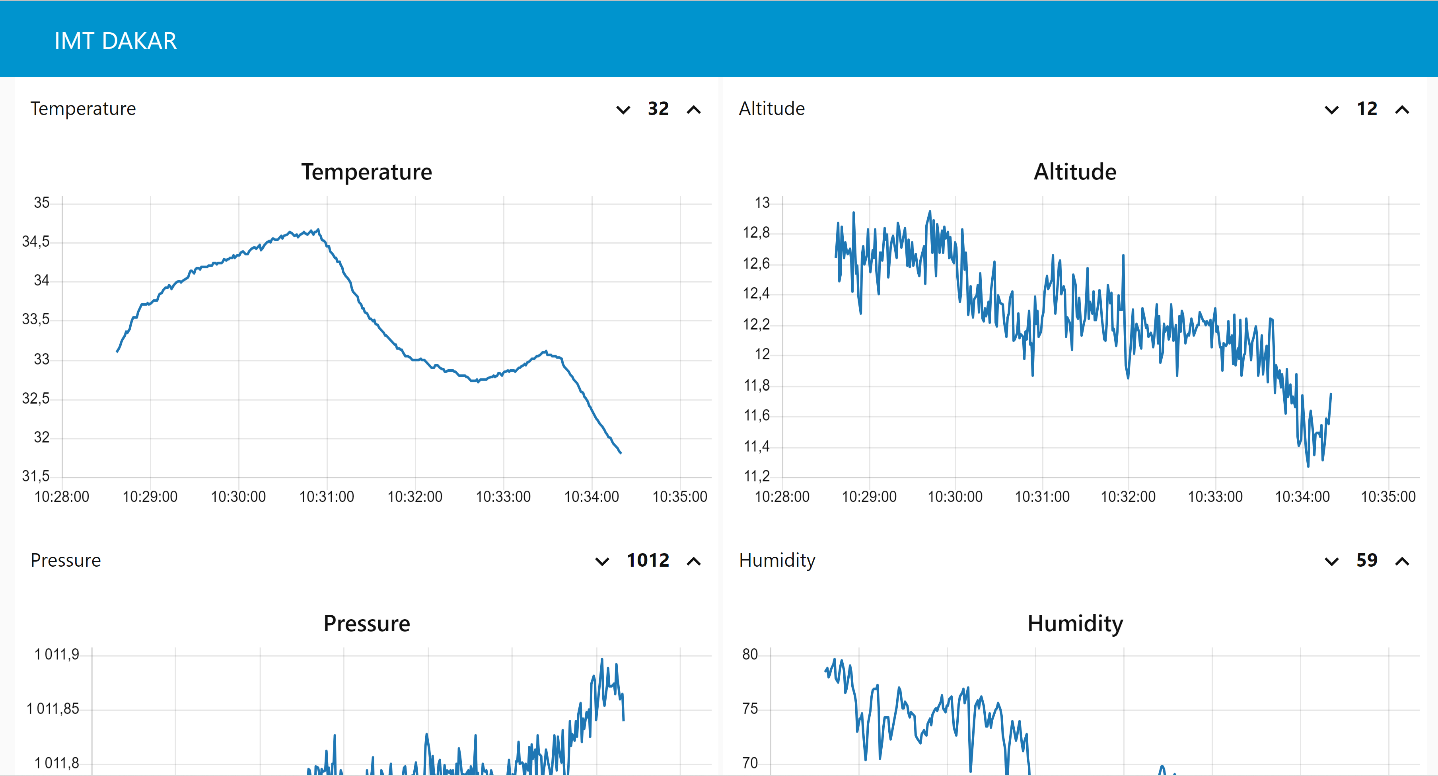 IMT DAKAR
Temperature 32
Temperature
35
34,5
34
33,5
33
32,5
32
31,5
10:28:00 10:29:00 10:30:00 10:31:00 10:32:00 10:33:00 10:34:00 10:35:00
Altitude 12
Altitude
13
12,8
12,6
12,4
12,2
12
11,8
11,6
11,4
11,2
10:28:00 10:29:00 10:30:00 10:31:00 10:32:00 10:33:00 10:34:00 10:35:00
Pressure 1012
Pressure
1 011,9
1 011,85
1 011,8
Humidity 59
Humidity
80
75
70